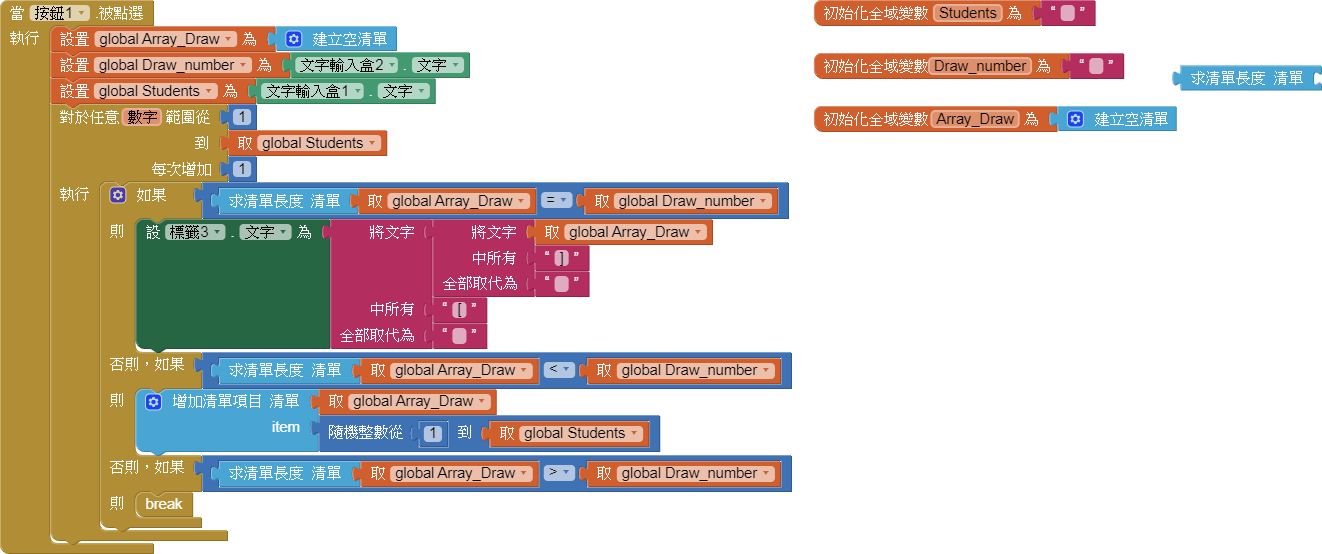 當 按鈕1 .被點選
執行 設置 global Array_Draw 為 建立空清單
設置 global Draw_number 為 文字輸入盒2 . 文字
設置 global Students 為 文字輸入盒1 . 文字
對於任意 數字 範圍從 1
到 取 global Students
每次增加 1
執行 如果 求清單長度 清單 取 global Array_Draw = 取 global Draw_number
則 設 標籤3 . 文字 為 將文字 將文字 取 global Array_Draw
中所有 “ ] ”
全部取代為 “ ”
中所有 “ [ ”
全部取代為 “ ”
否則，如果 求清單長度 清單 取 global Array_Draw < 取 global Draw_number
則 增加清單項目 清單 取 global Array_Draw
item 隨機整數從 1 到 取 global Students
否則，如果 求清單長度 清單 取 global Array_Draw > 取 global Draw_number
則 break
初始化全域變數 Students 為 “ ”
初始化全域變數 Draw_number 為 “ ”
求清單長度 清單
初始化全域變數 Array_Draw 為 建立空清單